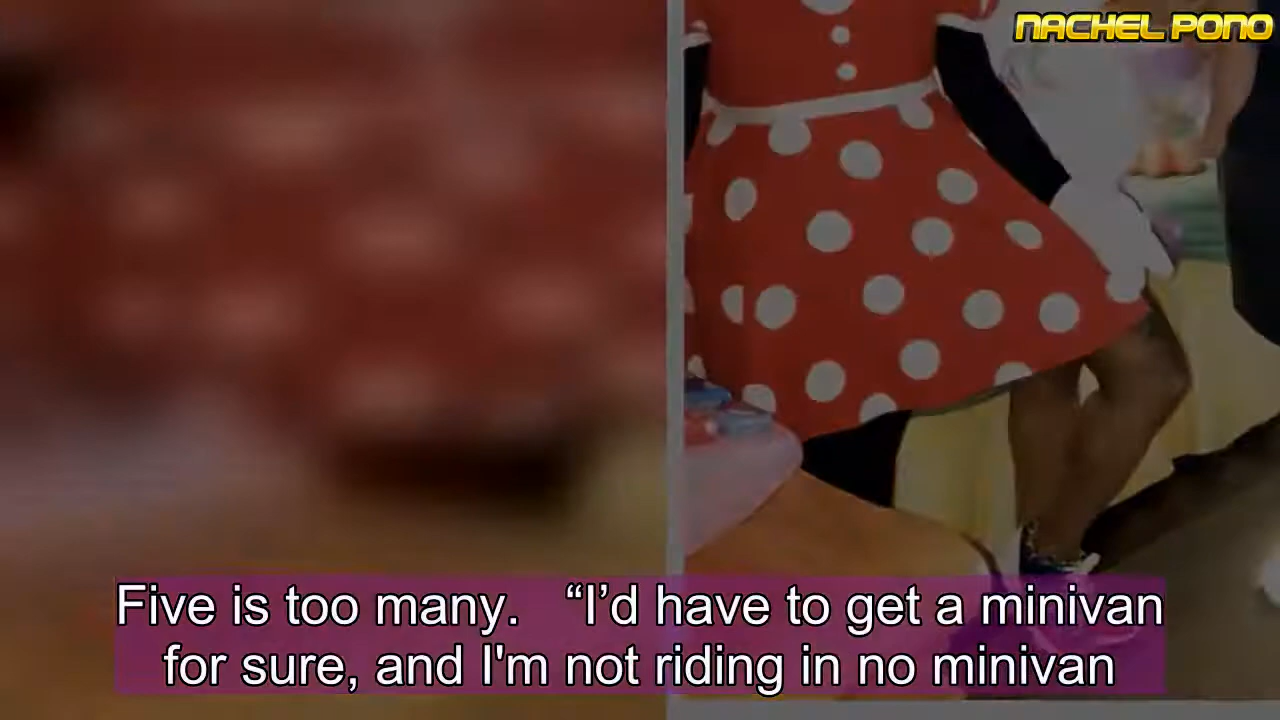 NACHEL PONO
Five is too many.   “I’d have to get a minivan
for sure, and I'm not riding in no minivan